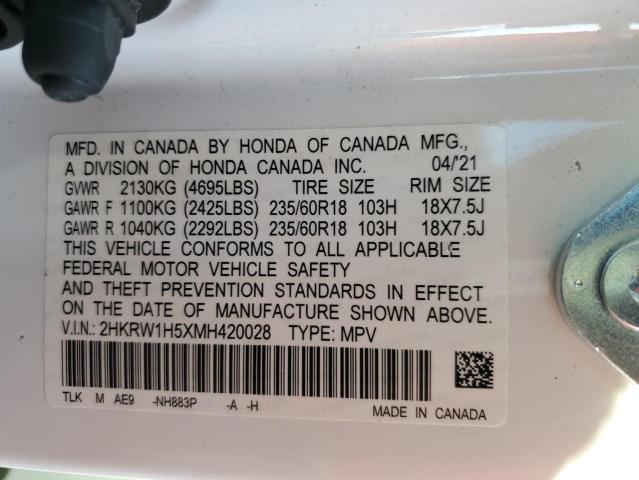 MFD. IN CANADA BY HONDA OF CANADA MFG.,
A DIVISION OF HONDA CANADA INC. 04/'21
GVWR 2130KG (4695LBS) TIRE SIZE RIM SIZE
GAWR F 1100KG (2425LBS) 235/60R18 103H 18X7.5J
GAWR R 1040KG (2292LBS) 235/60R18 103H 18X7.5J
THIS VEHICLE CONFORMS TO ALL APPLICABLE
FEDERAL MOTOR VEHICLE SAFETY
AND THEFT PREVENTION STANDARDS IN EFFECT
ON THE DATE OF MANUFACTURE SHOWN ABOVE.
V.I.N.: 2HKRW1H5XMH420028 TYPE: MPV
TLK M AE9 -NH883P -A -H MADE IN CANADA